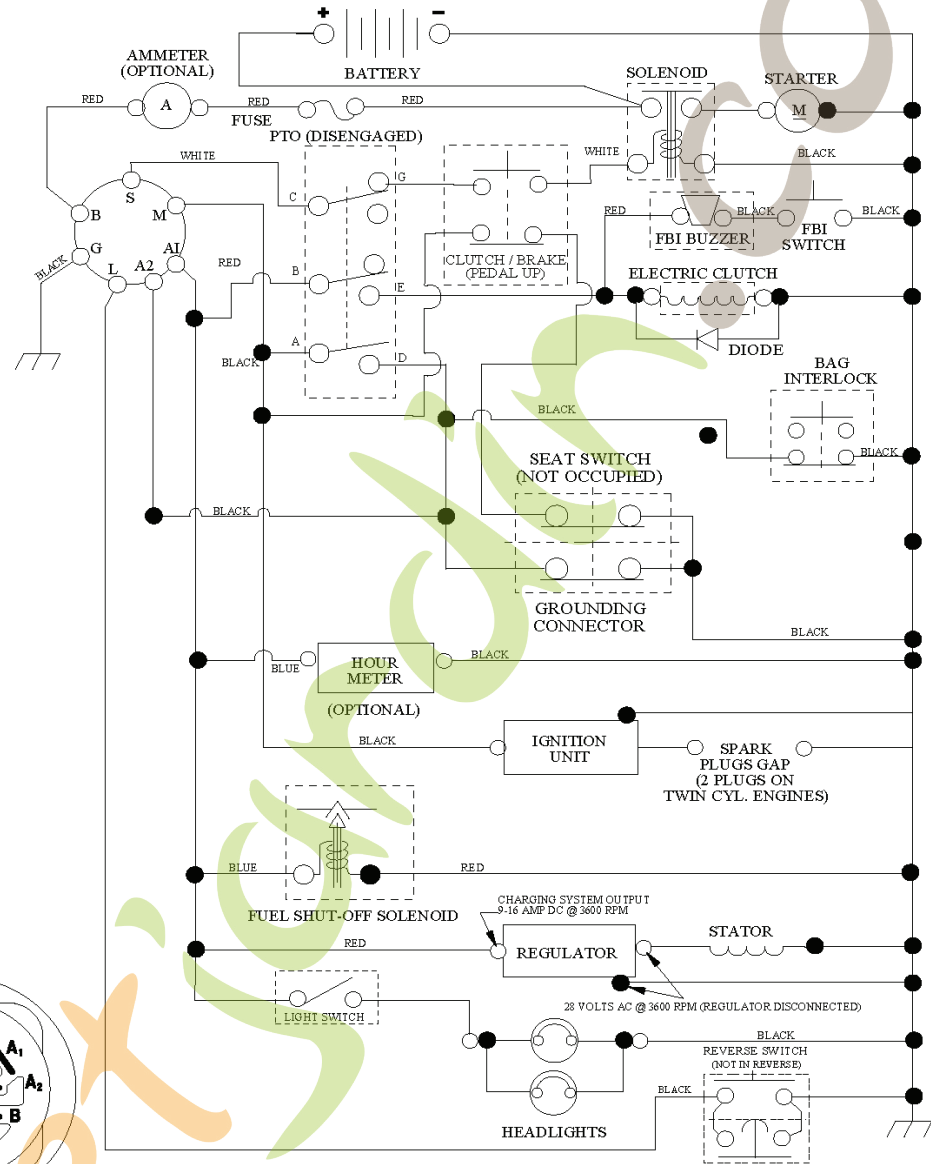 +
−
BATTERY
AMMETER
(OPTIONAL)
SOLENOID
STARTER
RED
A
RED
FUSE
RED
M
PTO (DISENGAGED)
WHITE
WHITE
BLACK
S
B
M
G
L
A2
A1
BLACK
C
G
RED
B
E
A
D
BLACK
CLUTCH / BRAKE
(PEDAL UP)
RED
BLACK
BLACK
FBI BUZZER
FBI
SWITCH
ELECTRIC CLUTCH
DIODE
BAG
INTERLOCK
BLACK
BLACK
SEAT SWITCH
(NOT OCCUPIED)
BLACK
GROUNDING
CONNECTOR
BLACK
BLUE
HOUR
METER
BLACK
(OPTIONAL)
BLACK
IGNITION
UNIT
SPARK
PLUGS GAP
(2 PLUGS ON
TWIN CYL. ENGINES)
BLUE
RED
FUEL SHUT-OFF SOLENOID
CHARGING SYSTEM OUTPUT
9-16 AMP DC @ 3600 RPM
RED
REGULATOR
STATOR
28 VOLTS AC @ 3600 RPM (REGULATOR DISCONNECTED)
LIGHT SWITCH
BLACK
REVERSE SWITCH
(NOT IN REVERSE)
BLACK
HEADLIGHTS
A1
A2
B